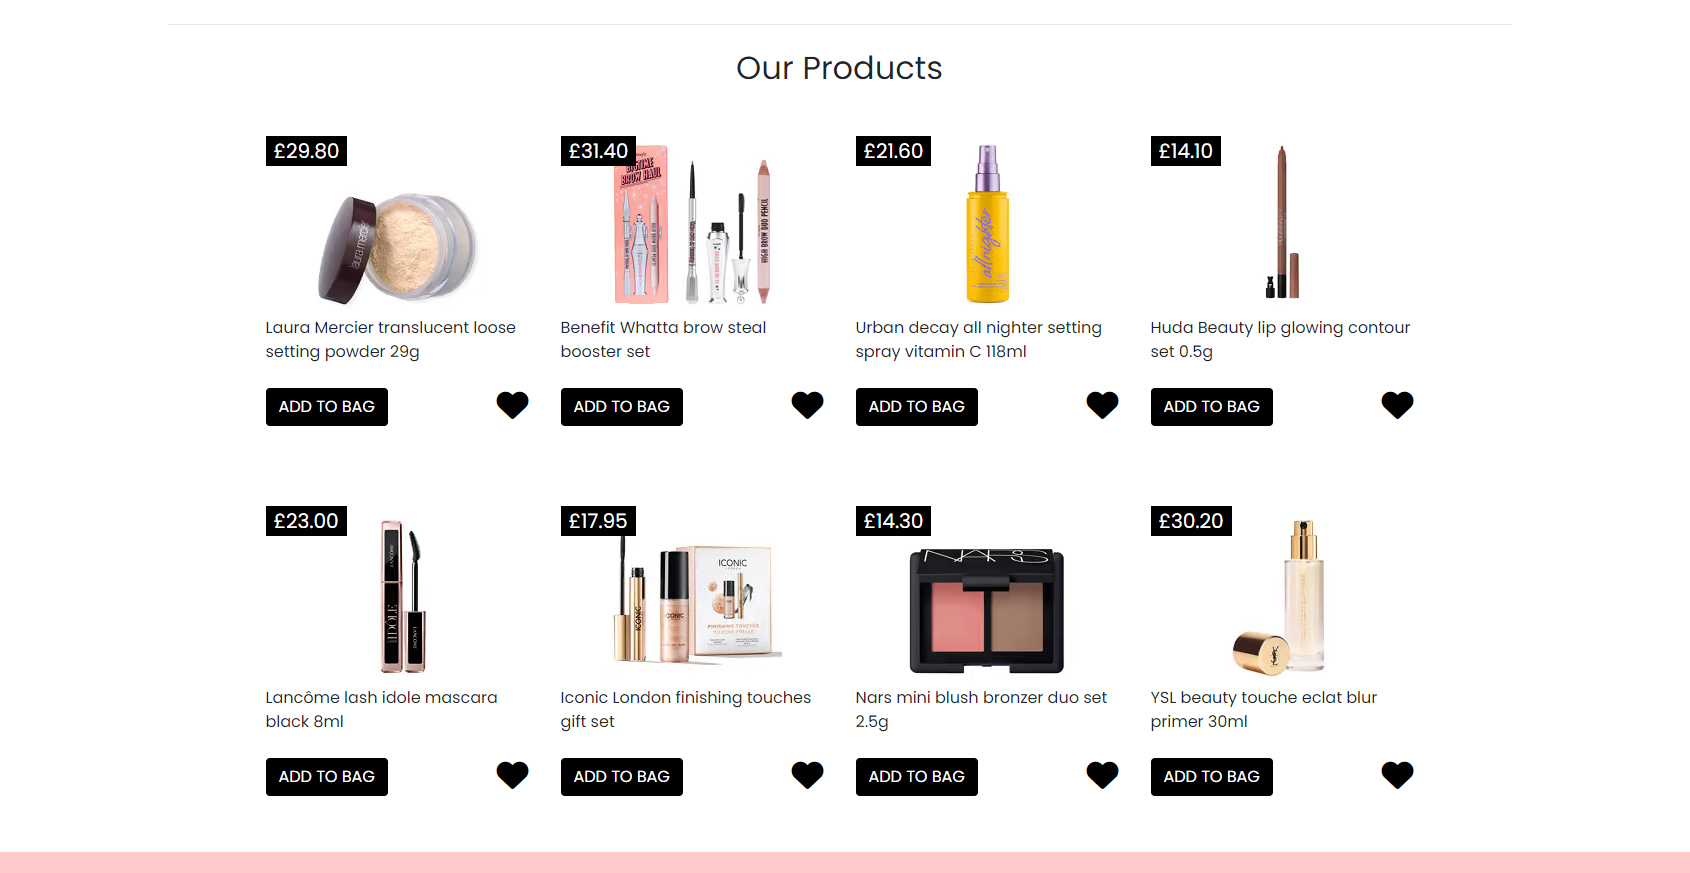 Our Products
£29.80
£31.40
£21.60
£14.10
laura mercier
BIGTIME
BROW HAUL
HIGH BROW DUO PENCIL
all nighter
Laura Mercier translucent loose
setting powder 29g
Benefit Whatta brow steal
booster set
Urban decay all nighter setting
spray vitamin C 118ml
Huda Beauty lip glowing contour
set 0.5g
ADD TO BAG
ADD TO BAG
ADD TO BAG
ADD TO BAG
£23.00
£17.95
£14.30
£30.20
LANCÔME
IDÔLE
LANCÔME
ICONIC
ICONIC
ICONIC
LONDON
FINISHING TOUCHES
NARS
YSL
Lancôme lash idole mascara
black 8ml
Iconic London finishing touches
gift set
Nars mini blush bronzer duo set
2.5g
YSL beauty touche eclat blur
primer 30ml
ADD TO BAG
ADD TO BAG
ADD TO BAG
ADD TO BAG